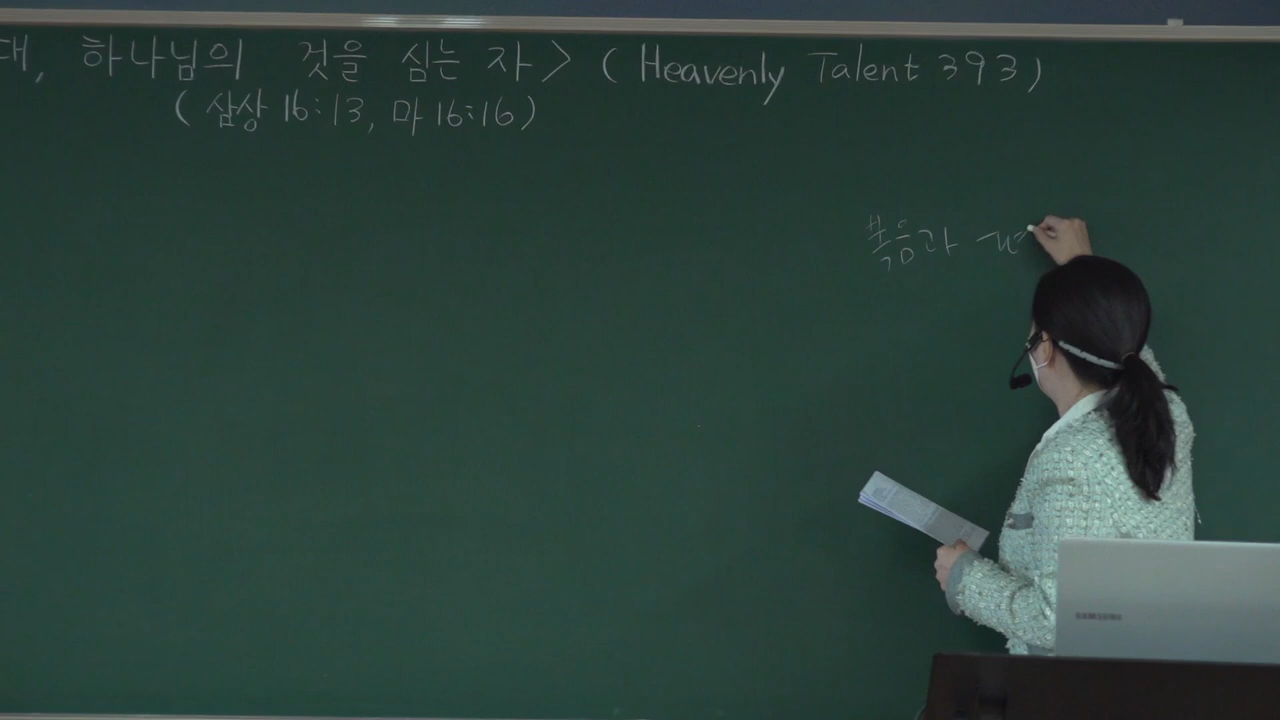 대, 하나님의 것을 심는 자> (Heavenly Talent 393)
(삼상 16:13, 마 16:16)
복음과
SAMSUNG